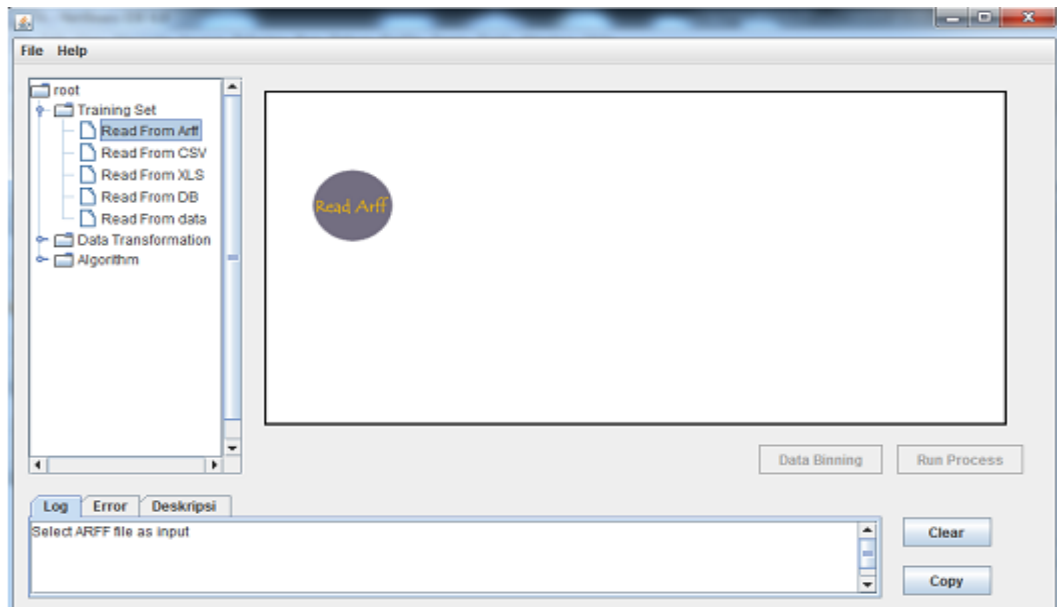 File Help
root
Training Set
Read From Arff
Read From CSV
Read From XLS
Read From DB
Read From data
Data Transformation
Algorithm
Read Arff
Data Binning Run Process
Log Error Deskripsi
Select ARFF file as input
Clear
Copy